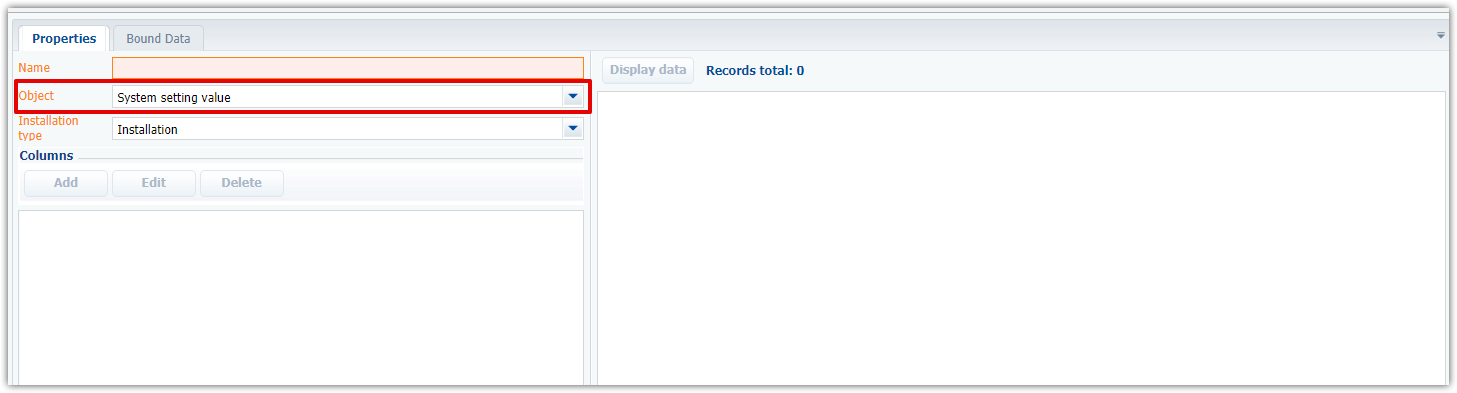 Properties Bound Data
Name
Display data Records total: 0
Object System setting value
Installation type Installation
Columns
Add Edit Delete